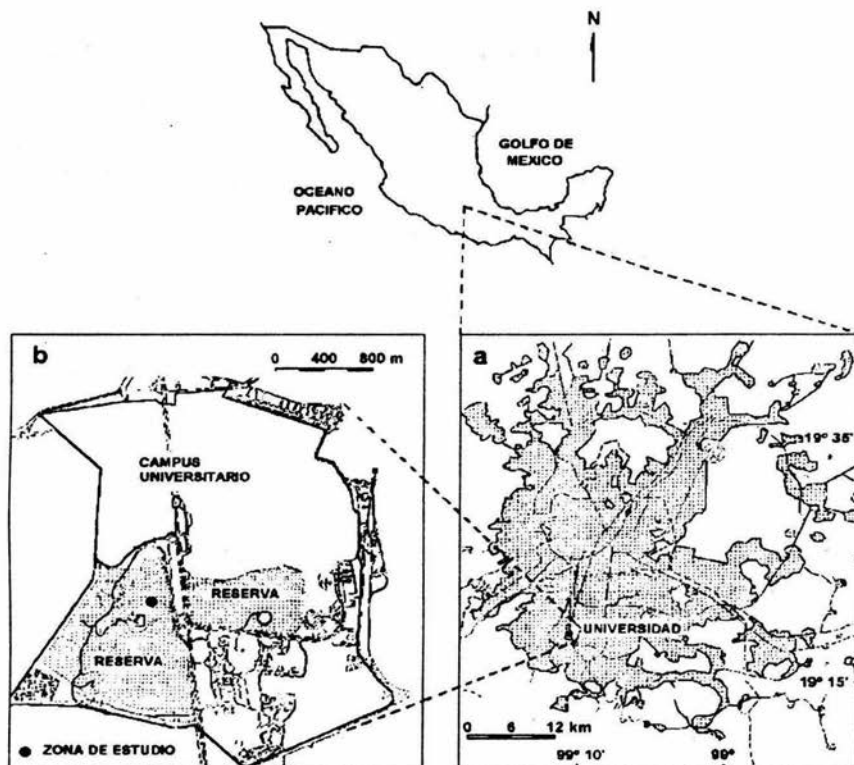 N
GOLFO DE
MEXICO
OCEANO
PACIFICO
b
0 400 800 m
CAMPUS
UNIVERSITARIO
RESERVA
RESERVA
● ZONA DE ESTUDIO
a
19° 35'
UNIVERSIDAD
19° 15'
0 6 12 km
99° 10'
99°